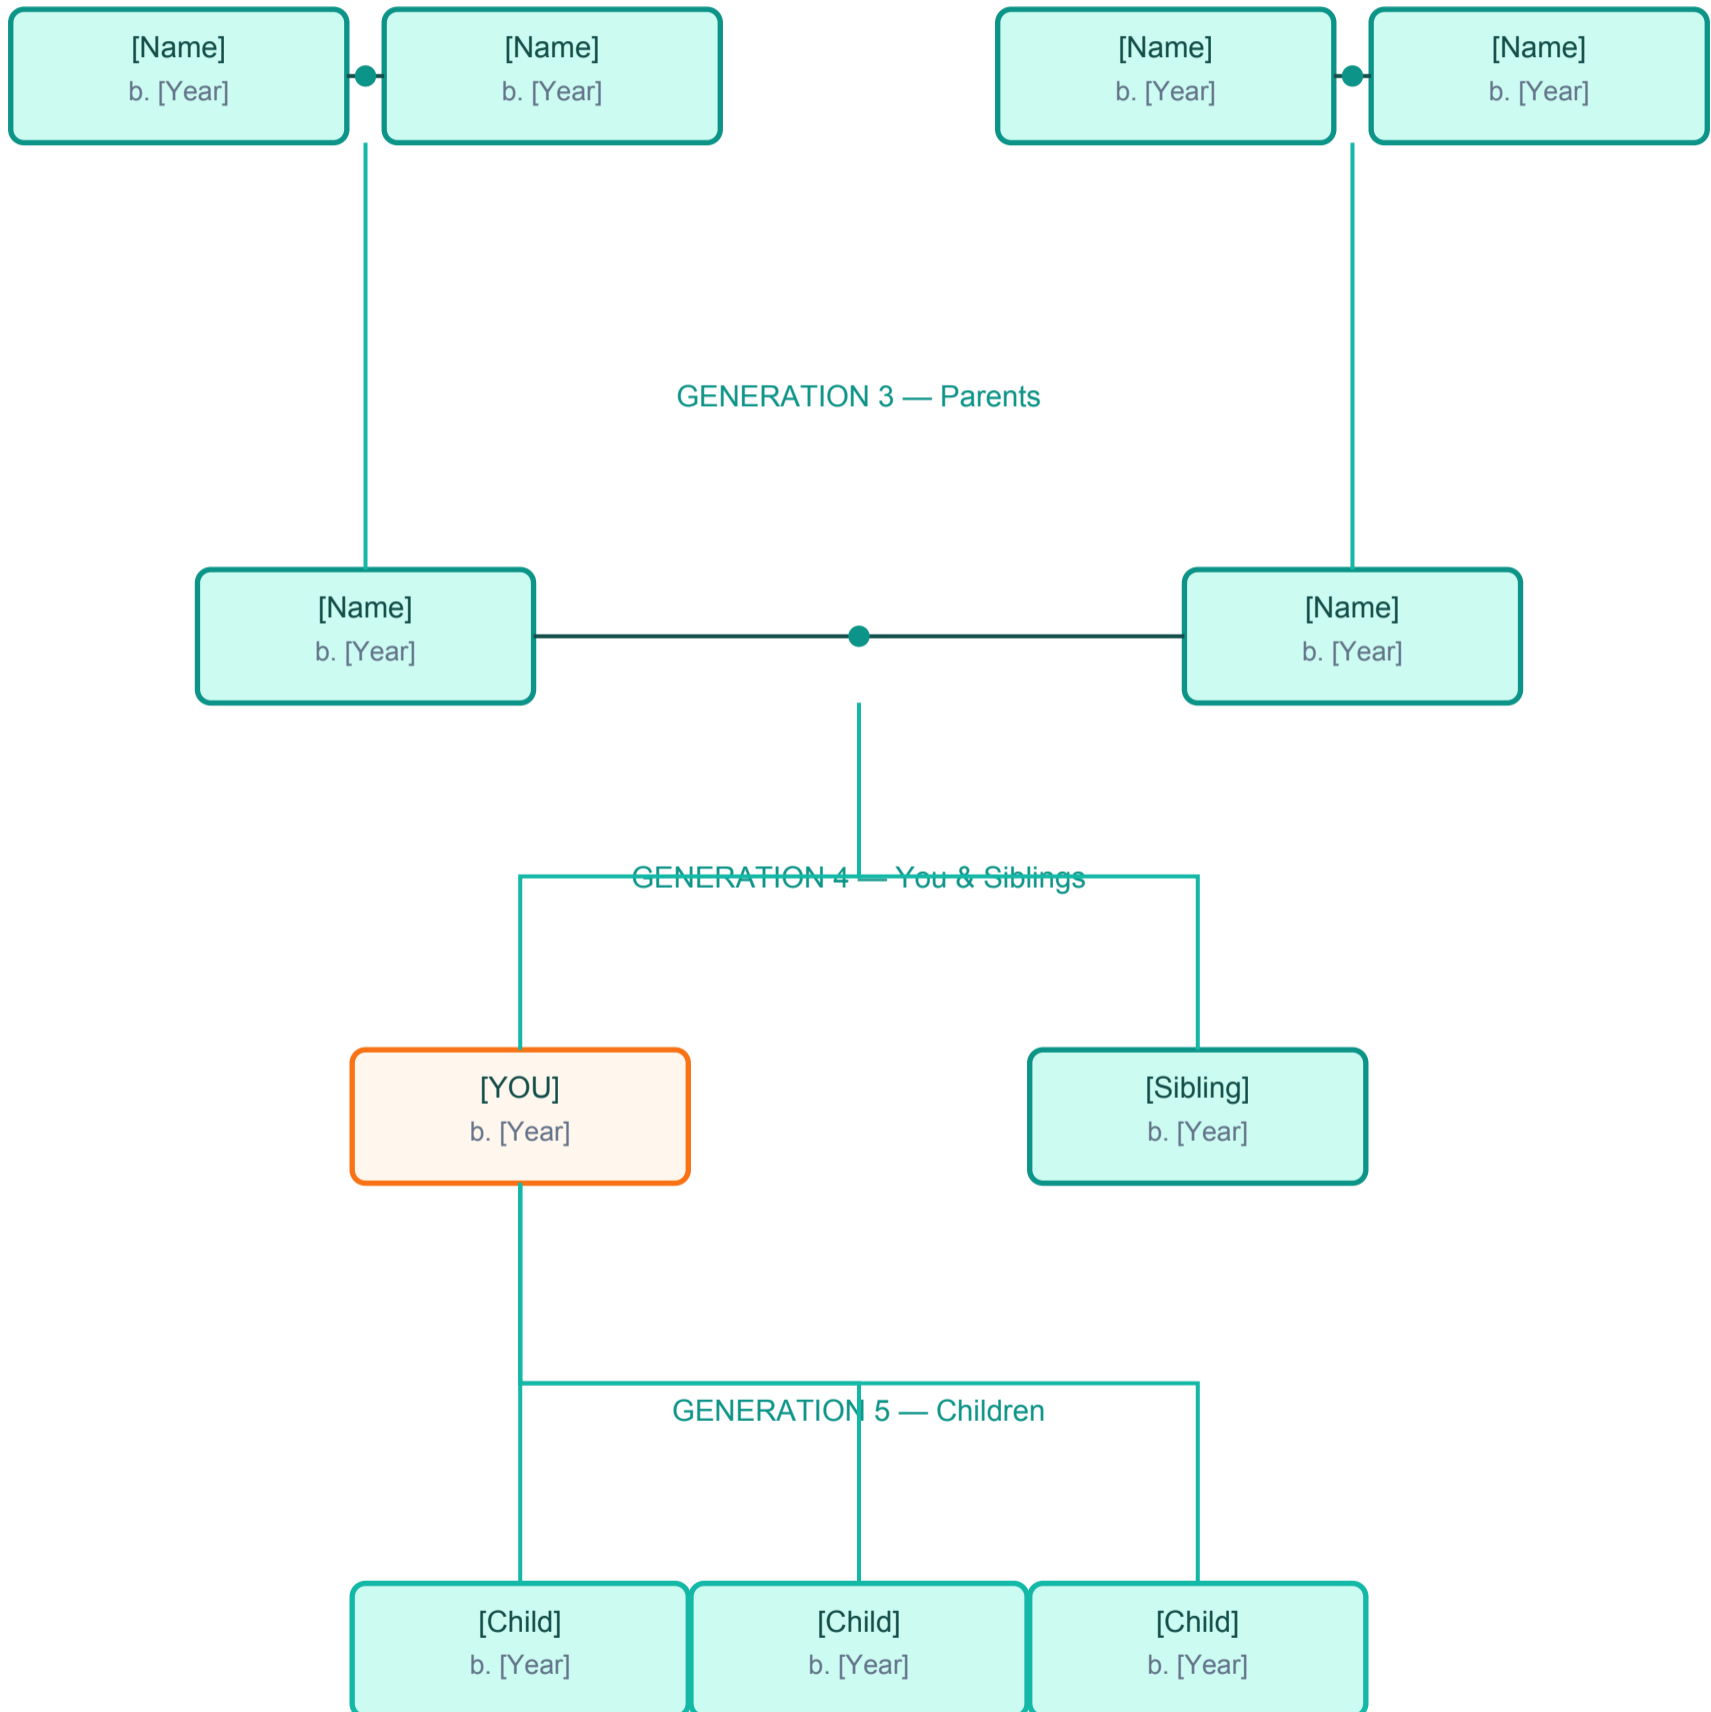 [Name]
b. [Year]
[Name]
b. [Year]
[Name]
b. [Year]
[Name]
b. [Year]
GENERATION 3 — Parents
[Name]
b. [Year]
[Name]
b. [Year]
GENERATION 4 — You & Siblings
[YOU]
b. [Year]
[Sibling]
b. [Year]
GENERATION 5 — Children
[Child]
b. [Year]
[Child]
b. [Year]
[Child]
b. [Year]